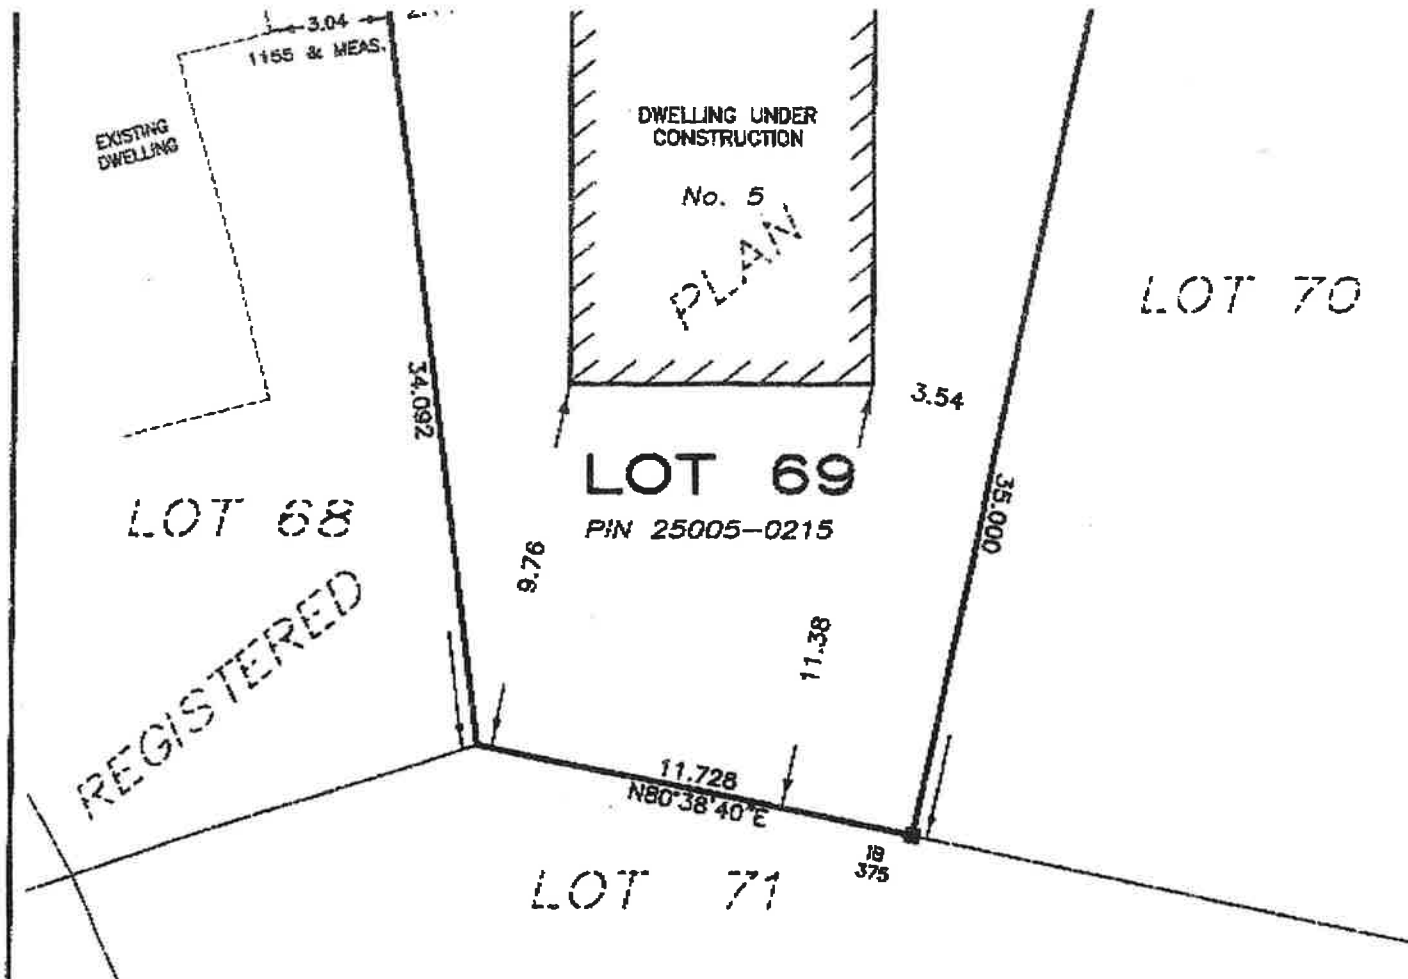 3.04
1155 & MEAS.
EXISTING
DWELLING
DWELLING UNDER
CONSTRUCTION
No. 5
PLAN
LOT 70
34.092
3.54
LOT 69
PIN 25005-0215
LOT 68
35.000
9.76
REGISTERED
11.38
11.728
N80°38'40"E
IB
375
LOT 71